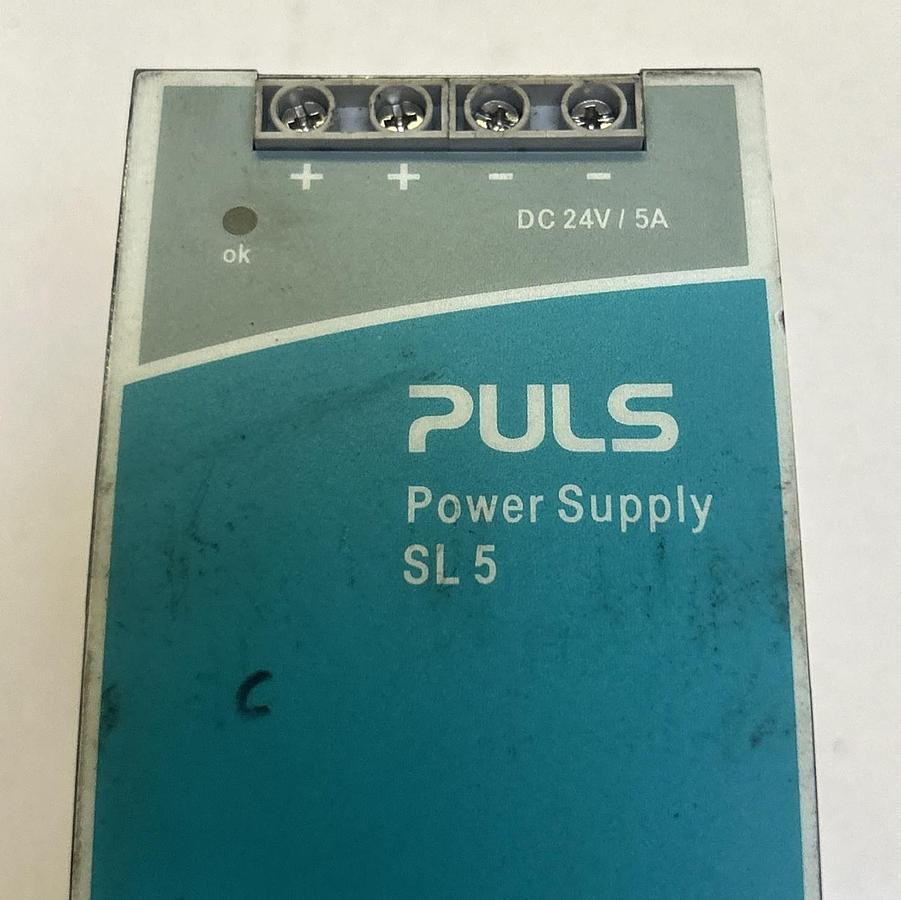 + + - -
DC 24V / 5A
ok
PULS
Power Supply
SL 5
C